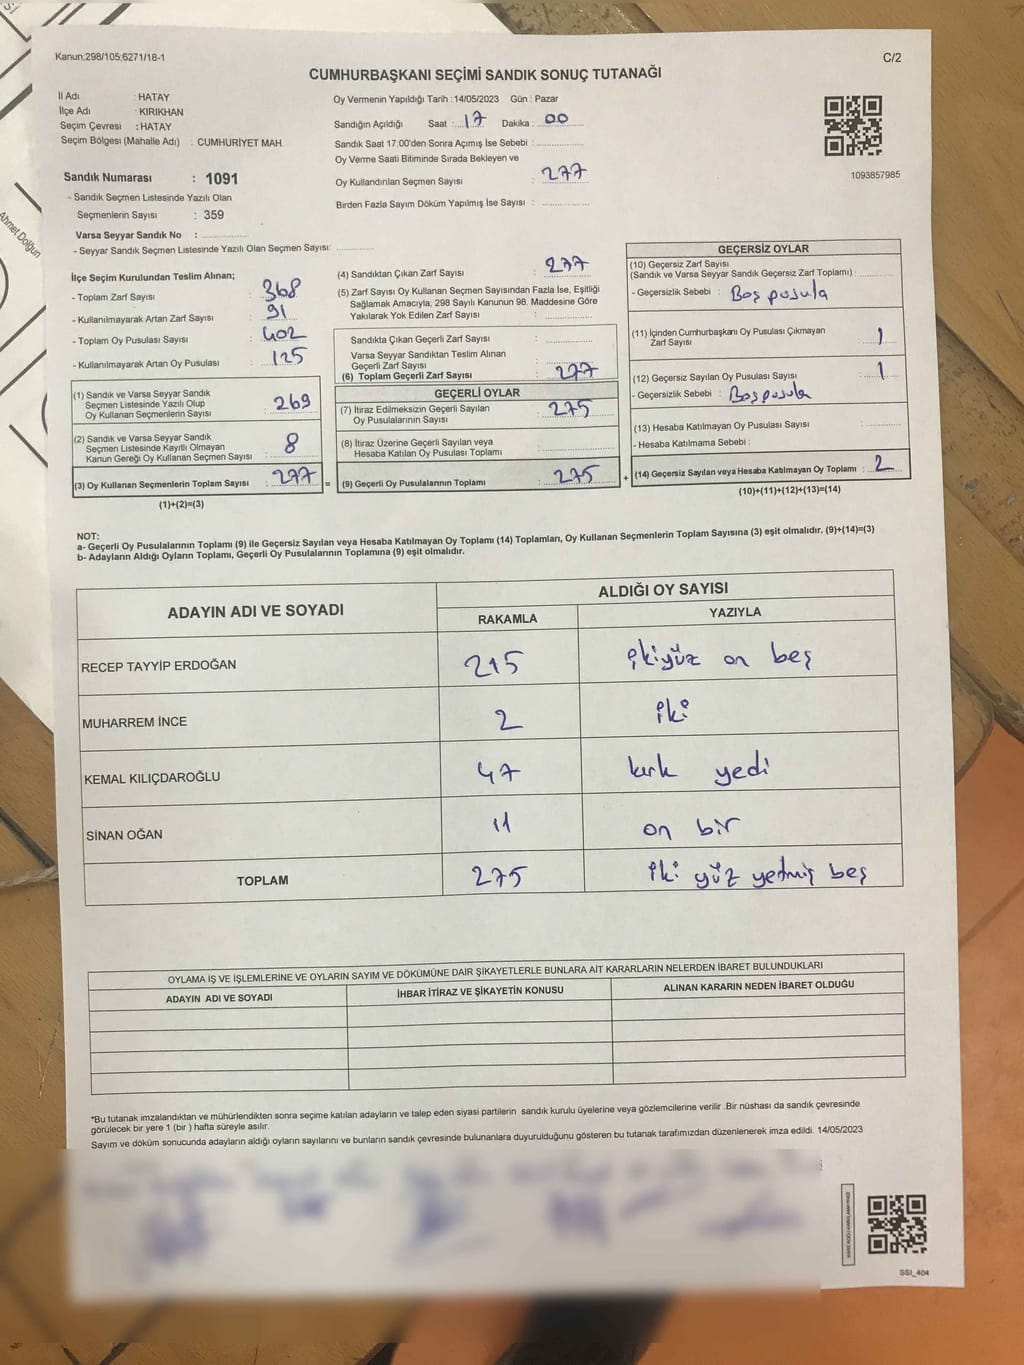 Kanun;298/105;6271/18-1
C/2
CUMHURBAŞKANI SEÇİMİ SANDIK SONUÇ TUTANAĞI
İl Adı : HATAY
İlçe Adı : KIRIKHAN
Seçim Çevresi : HATAY
Seçim Bölgesi (Mahalle Adı) : CUMHURİYET MAH.
Oy Vermenin Yapıldığı Tarih : 14/05/2023 Gün : Pazar
Sandığın Açıldığı Saat : 17 Dakika : 00
Sandık Saat 17:00'den Sonra Açımış İse Sebebi :
Oy Verme Saati Bitiminde Sırada Bekleyen ve
Oy Kullandırılan Seçmen Sayısı : 277
Birden Fazla Sayım Döküm Yapılmış İse Sayısı :
1093857985
Sandık Numarası : 1091
- Sandık Seçmen Listesinde Yazılı Olan
Seçmenlerin Sayısı : 359
Varsa Seyyar Sandık No :
- Seyyar Sandık Seçmen Listesinde Yazılı Olan Seçmen Sayısı:
Ahmet Dolğun
İlçe Seçim Kurulundan Teslim Alınan;
- Toplam Zarf Sayısı : 368
- Kullanılmayarak Artan Zarf Sayısı : 91
- Toplam Oy Pusulası Sayısı : 402
- Kullanılmayarak Artan Oy Pusulası : 125
(1) Sandık ve Varsa Seyyar Sandık
Seçmen Listesinde Yazılı Olup
Oy Kullanan Seçmenlerin Sayısı : 269
(2) Sandık ve Varsa Seyyar Sandık
Seçmen Listesinde Kayıtlı Olmayan
Kanun Gereği Oy Kullanan Seçmen Sayısı : 8
(3) Oy Kullanan Seçmenlerin Toplam Sayısı : 277 =
(1)+(2)=(3)
(4) Sandıktan Çıkan Zarf Sayısı : 277
(5) Zarf Sayısı Oy Kullanan Seçmen Sayısından Fazla İse, Eşitliği
Sağlamak Amacıyla; 298 Sayılı Kanunun 98. Maddesine Göre
Yakılarak Yok Edilen Zarf Sayısı :
Sandıkta Çıkan Geçerli Zarf Sayısı :
Varsa Seyyar Sandıktan Teslim Alınan
Geçerli Zarf Sayısı :
(6) Toplam Geçerli Zarf Sayısı : 277
GEÇERLİ OYLAR
(7) İtiraz Edilmeksizin Geçerli Sayılan
Oy Pusulalarının Sayısı : 275
(8) İtiraz Üzerine Geçerli Sayılan veya
Hesaba Katılan Oy Pusulası Toplamı :
(9) Geçerli Oy Pusulalarının Toplamı : 275 +
GEÇERSİZ OYLAR
(10) Geçersiz Zarf Sayısı
(Sandık ve Varsa Seyyar Sandık Geçersiz Zarf Toplamı) :
- Geçersizlik Sebebi : Boş pusula
(11) İçinden Cumhurbaşkanı Oy Pusulası Çıkmayan
Zarf Sayısı : 1
(12) Geçersiz Sayılan Oy Pusulası Sayısı : 1
- Geçersizlik Sebebi : Boş pusula
(13) Hesaba Katılmayan Oy Pusulası Sayısı :
- Hesaba Katılmama Sebebi :
(14) Geçersiz Sayılan veya Hesaba Katılmayan Oy Toplamı : 2
(10)+(11)+(12)+(13)=(14)
NOT:
a- Geçerli Oy Pusulalarının Toplamı (9) ile Geçersiz Sayılan veya Hesaba Katılmayan Oy Toplamı (14) Toplamları, Oy Kullanan Seçmenlerin Toplam Sayısına (3) eşit olmalıdır. (9)+(14)=(3)
b- Adayların Aldığı Oyların Toplamı, Geçerli Oy Pusulalarının Toplamına (9) eşit olmalıdır.
ADAYIN ADI VE SOYADI ALDIĞI OY SAYISI
RAKAMLA YAZIYLA
RECEP TAYYİP ERDOĞAN 215 ikiyüz on beş
MUHARREM İNCE 2 iki
KEMAL KILIÇDAROĞLU 47 kırk yedi
SİNAN OĞAN 11 on bir
TOPLAM 275 iki yüz yetmiş beş
OYLAMA İŞ VE İŞLEMLERİNE VE OYLARIN SAYIM VE DÖKÜMÜNE DAİR ŞİKAYETLERLE BUNLARA AİT KARARLARIN NELERDEN İBARET BULUNDUKLARI
ADAYIN ADI VE SOYADI İHBAR İTİRAZ VE ŞİKAYETİN KONUSU ALINAN KARARIN NEDEN İBARET OLDUĞU
*Bu tutanak imzalandıktan ve mühürlendikten sonra seçime katılan adayların ve talep eden siyasi partilerin sandık kurulu üyelerine veya gözlemcilerine verilir .Bir nüshası da sandık çevresinde
görülecek bir yere 1 (bir ) hafta süreyle asılır.
Sayım ve döküm sonucunda adayların aldığı oyların sayılarını ve bunların sandık çevresinde bulunanlara duyurulduğunu gösteren bu tutanak tarafımızdan düzenlenerek imza edildi. 14/05/2023
SSI_404